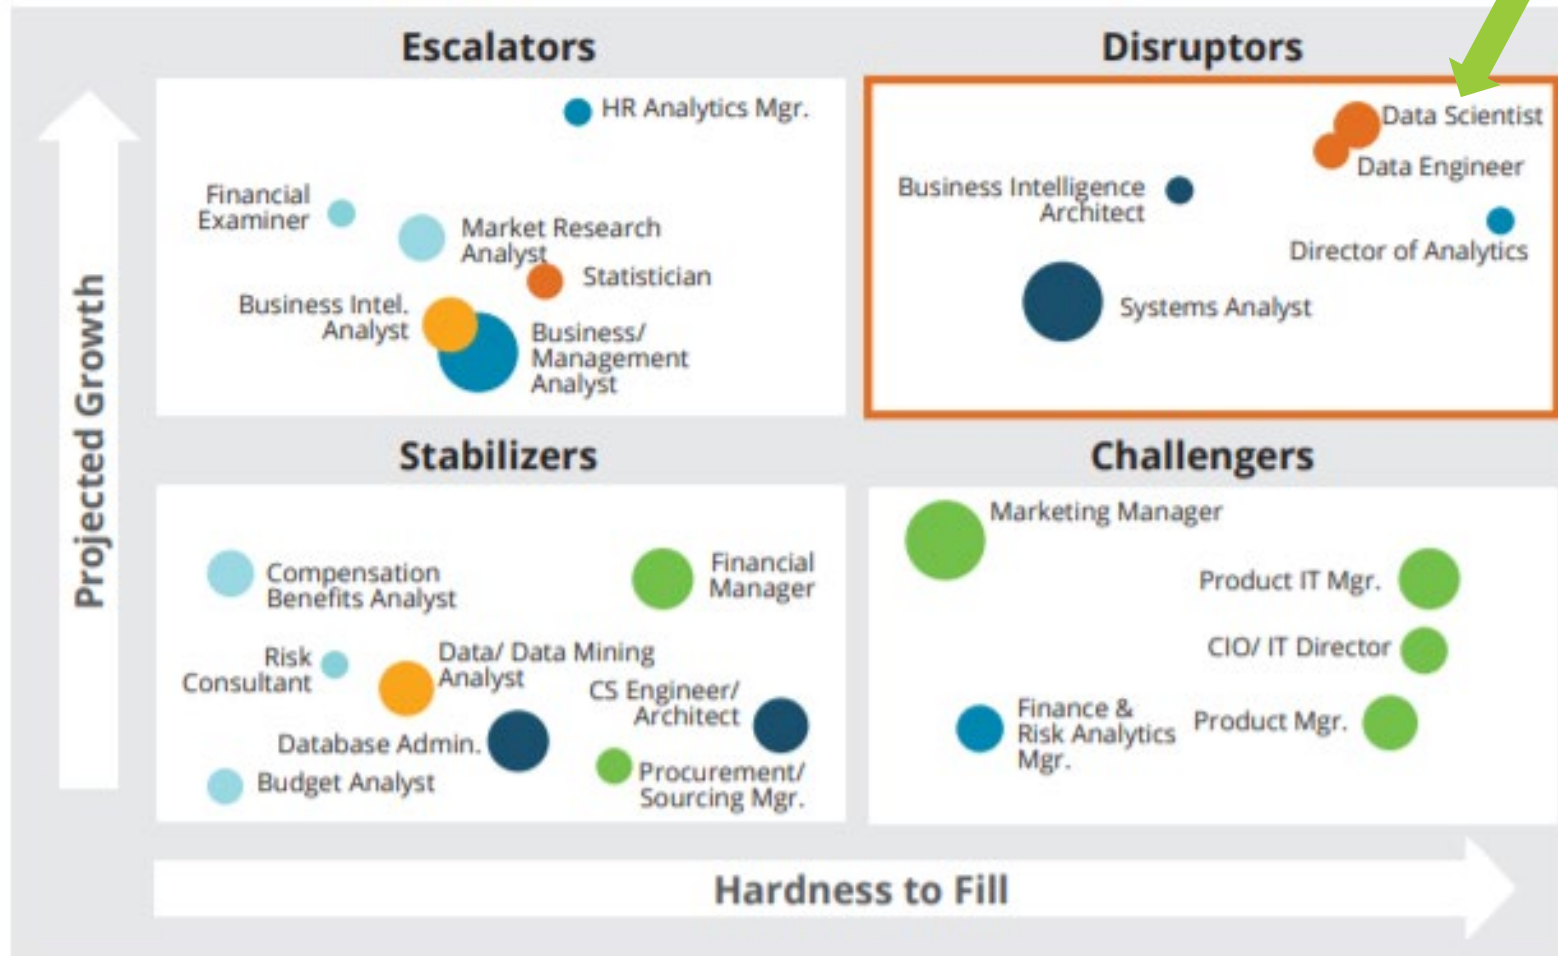 Escalators
Disruptors
HR Analytics Mgr.
Financial
Examiner
Market Research
Analyst
Statistician
Business Intel.
Analyst
Business/
Management
Analyst
Data Scientist
Data Engineer
Business Intelligence
Architect
Director of Analytics
Systems Analyst
Projected Growth
Stabilizers
Challengers
Compensation
Benefits Analyst
Financial
Manager
Risk
Consultant
Data/ Data Mining
Analyst
CS Engineer/
Architect
Database Admin.
Budget Analyst
Procurement/
Sourcing Mgr.
Marketing Manager
Product IT Mgr.
CIO/ IT Director
Finance &
Risk Analytics
Mgr.
Product Mgr.
Hardness to Fill